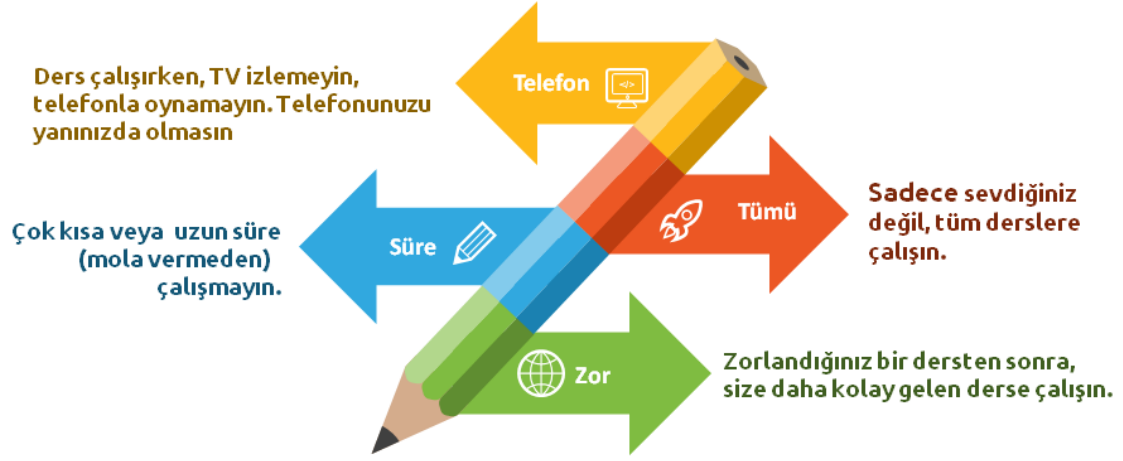 Telefon
Ders çalışırken, TV izlemeyin,
telefonla oynamayın. Telefonunuzu
yanınızda olmasın
Tümü
Sadece sevdiğiniz
değil, tüm derslere
çalışın.
Süre
Çok kısa veya uzun süre
(mola vermeden)
çalışmayın.
Zor
Zorlandığınız bir dersten sonra,
size daha kolay gelen derse çalışın.